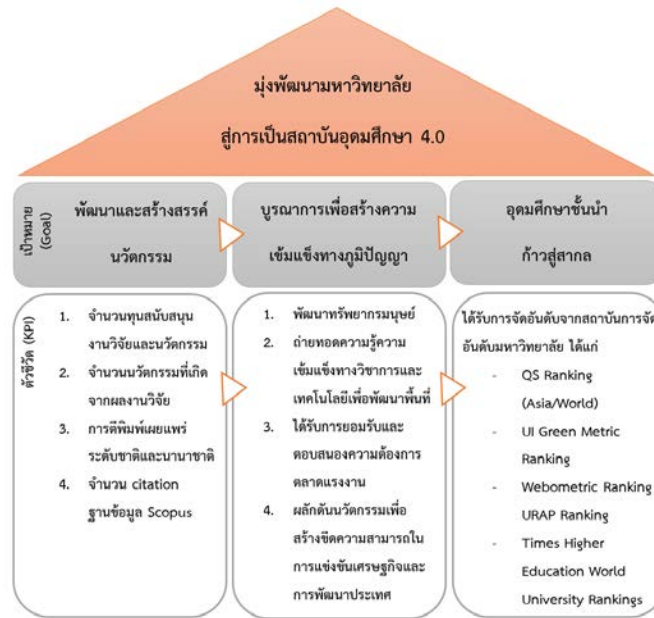 มุ่งพัฒนามหาวิทยาลัย
สู่การเป็นสถาบันอุดมศึกษา 4.0
เป้าหมาย
(Goal)
พัฒนาและสร้างสรรค์
นวัตกรรม
บูรณาการเพื่อสร้างความ
เข้มแข็งทางภูมิปัญญา
อุดมศึกษาชั้นนำ
ก้าวสู่สากล
ตัวชี้วัด (KPI)
1. จำนวนทุนสนับสนุน
งานวิจัยและนวัตกรรม
2. จำนวนนวัตกรรมที่เกิด
จากผลงานวิจัย
3. การตีพิมพ์เผยแพร่
ระดับชาติและนานาชาติ
4. จำนวน citation
ฐานข้อมูล Scopus
1. พัฒนาทรัพยากรมนุษย์
2. ถ่ายทอดความรู้ความ
เข้มแข็งทางวิชาการและ
เทคโนโลยีเพื่อพัฒนาพื้นที่
3. ได้รับการยอมรับและ
ตอบสนองความต้องการ
ตลาดแรงงาน
4. ผลักดันนวัตกรรมเพื่อ
สร้างขีดความสามารถใน
การแข่งขันเศรษฐกิจและ
การพัฒนาประเทศ
ได้รับการจัดอันดับจากสถาบันการจัด
อันดับมหาวิทยาลัย ได้แก่
- QS Ranking
(Asia/World)
- UI Green Metric
Ranking
- Webometric Ranking
URAP Ranking
- Times Higher
Education World
University Rankings